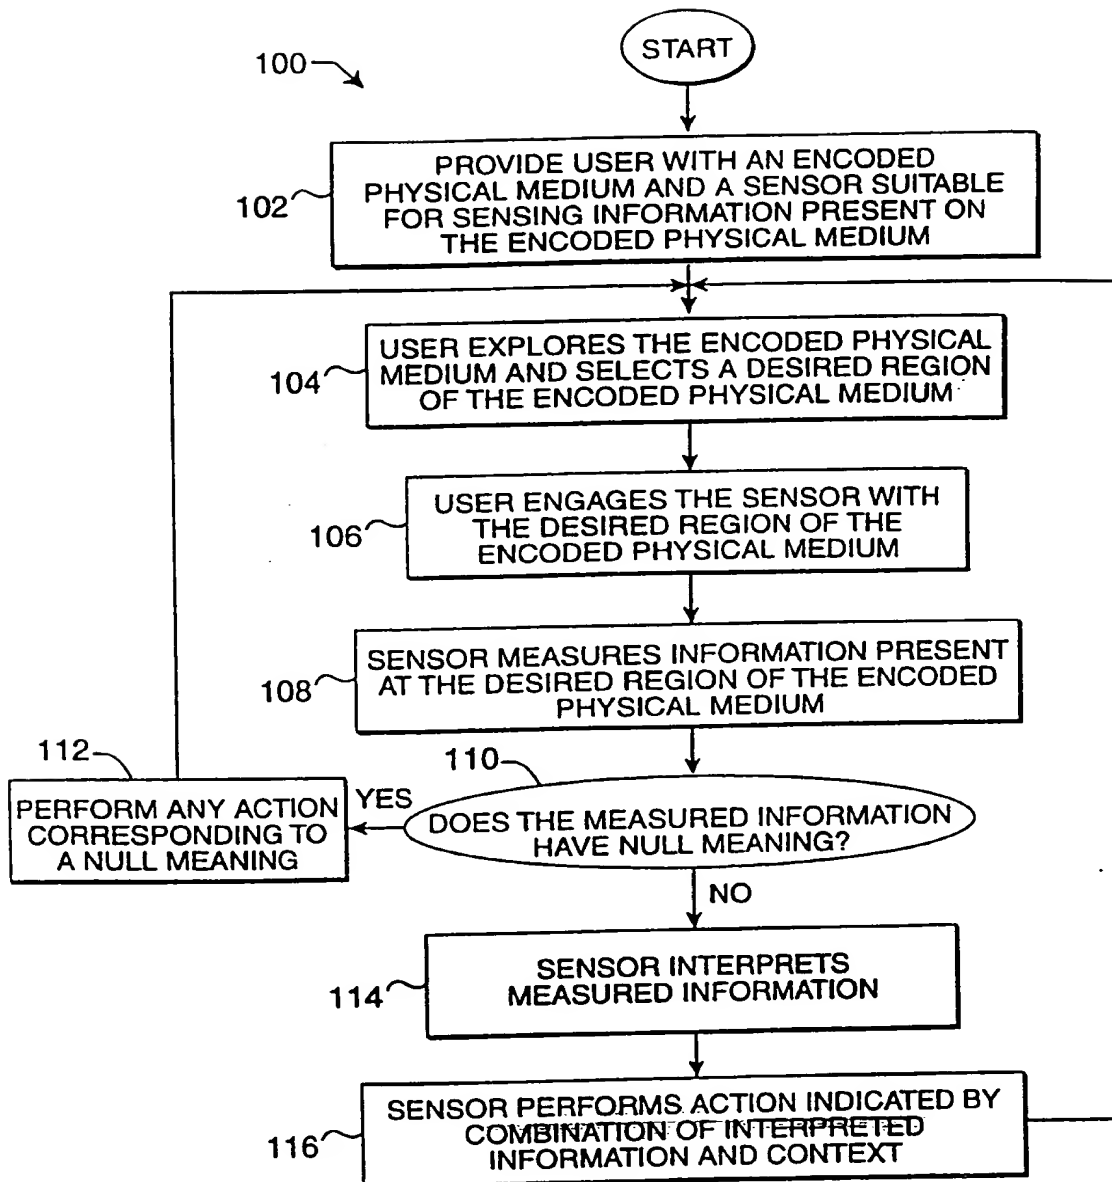 START
100
PROVIDE USER WITH AN ENCODED
PHYSICAL MEDIUM AND A SENSOR SUITABLE
FOR SENSING INFORMATION PRESENT ON
THE ENCODED PHYSICAL MEDIUM
102
USER EXPLORES THE ENCODED PHYSICAL
MEDIUM AND SELECTS A DESIRED REGION
OF THE ENCODED PHYSICAL MEDIUM
104
USER ENGAGES THE SENSOR WITH
THE DESIRED REGION OF THE
ENCODED PHYSICAL MEDIUM
106
SENSOR MEASURES INFORMATION PRESENT
AT THE DESIRED REGION OF THE ENCODED
PHYSICAL MEDIUM
108
112
110
PERFORM ANY ACTION
CORRESPONDING TO
A NULL MEANING
YES
DOES THE MEASURED INFORMATION
HAVE NULL MEANING?
NO
SENSOR INTERPRETS
MEASURED INFORMATION
114
SENSOR PERFORMS ACTION INDICATED BY
COMBINATION OF INTERPRETED
INFORMATION AND CONTEXT
116